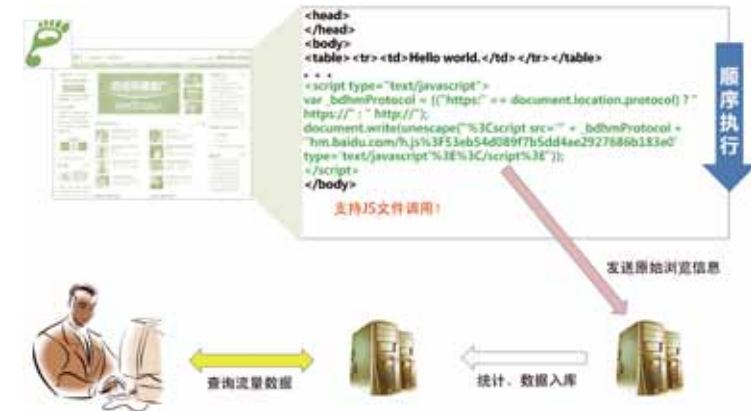 <head>
</head>
<body>
<table><tr><td>Hello world.</td></tr></table>
. . .
<script type="text/javascript">
var _bdhmProtocol = (("https:" == document.location.protocol) ? "
https://" : " http://");
document.write(unescape("%3Cscript src='" + _bdhmProtocol +
"hm.baidu.com/h.js%3F53eb54d089f7b5dd4ae2927686b183e0'
type='text/javascript'%3E%3C/script%3E"));
</script>
</body>
支持JS文件调用！
顺序执行
发送原始浏览信息
查询流量数据
统计、数据入库